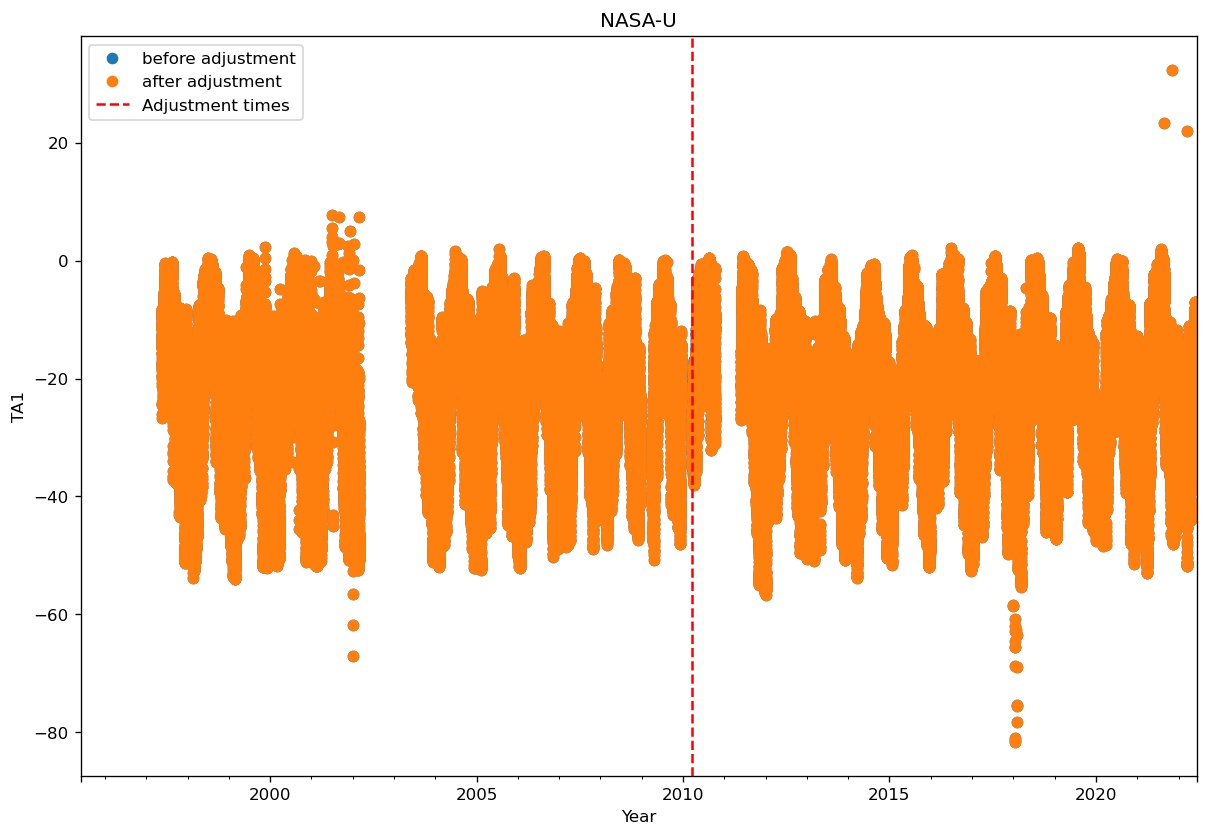 NASA-U
before adjustment
after adjustment
Adjustment times
20
0
−20
−40
−60
−80
TA1
2000 2005 2010 2015 2020
Year